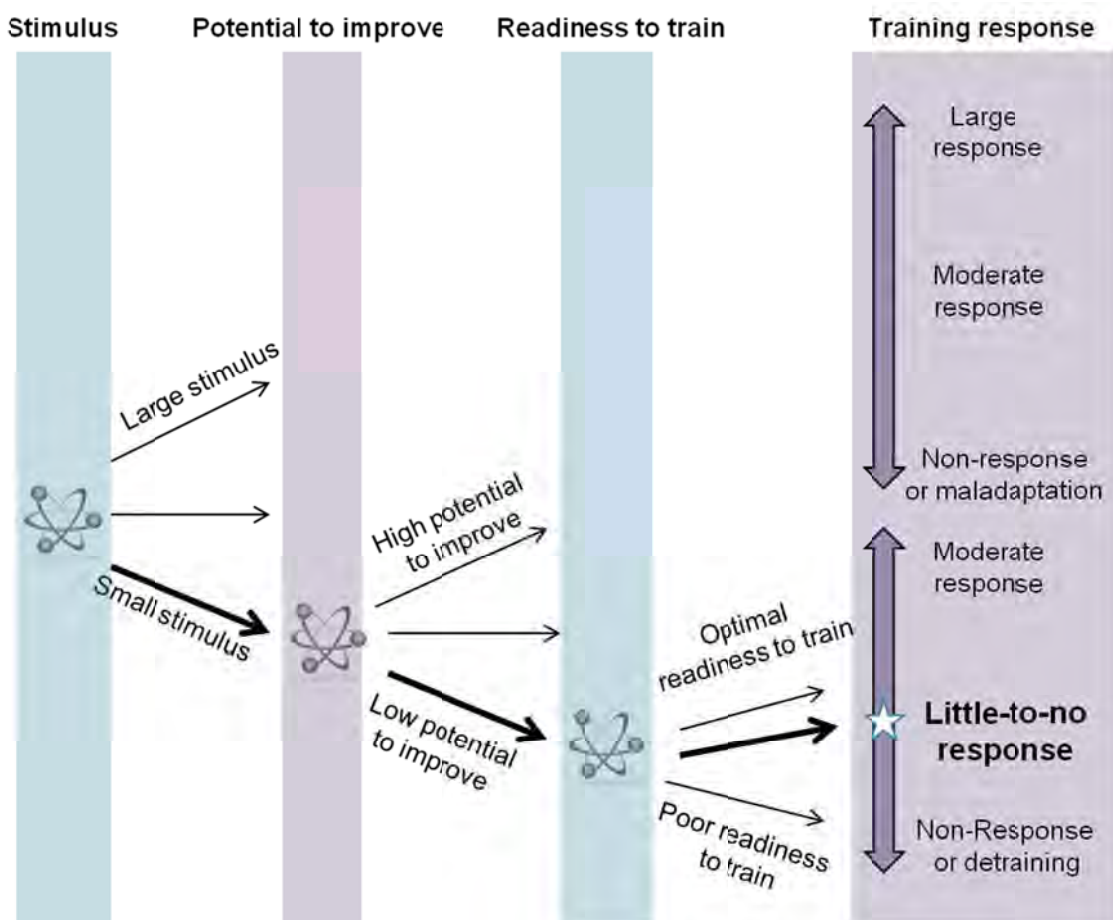 Stimulus
Potential to improve
Readiness to train
Training response
Large
response
Moderate
response
Large stimulus
Non-response
or maladaptation
High potential
to improve
Moderate
response
Small stimulus
Optimal
readiness to train
Low potential
to improve
Little-to-no
response
Poor readiness
to train
Non-Response
or detraining